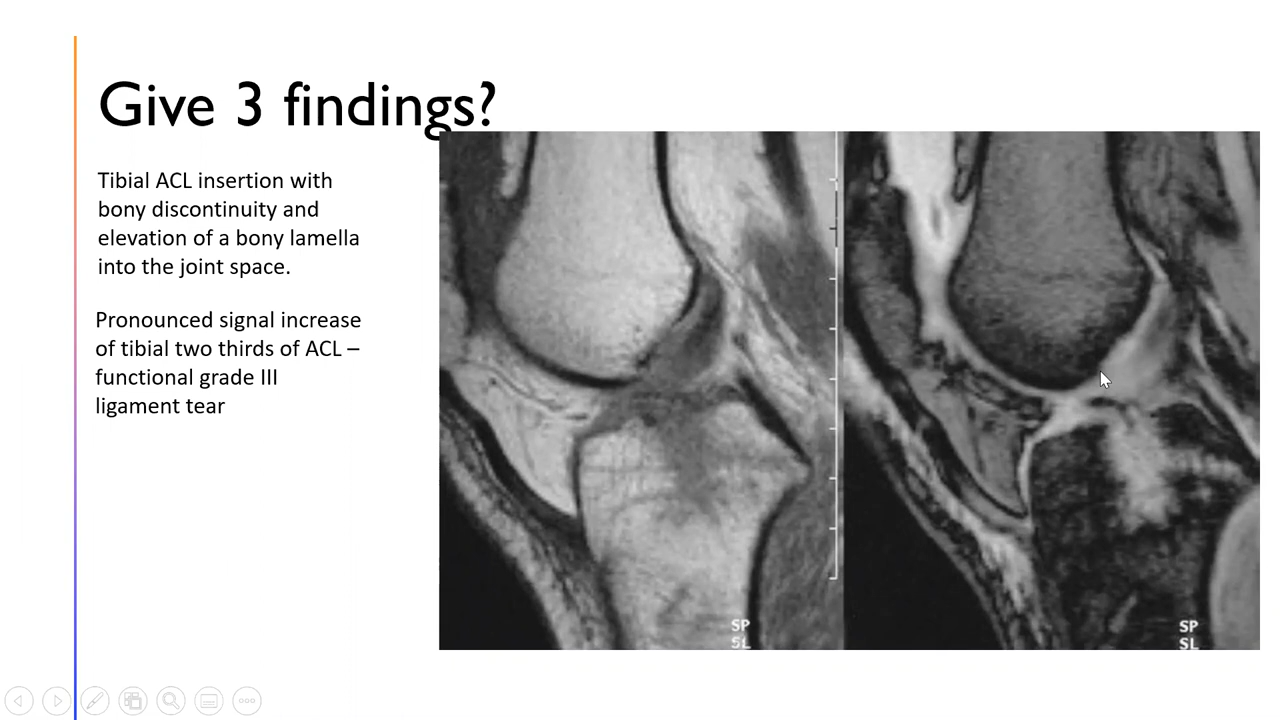 Give 3 findings?
Tibial ACL insertion with
bony discontinuity and
elevation of a bony lamella
into the joint space.
Pronounced signal increase
of tibial two thirds of ACL –
functional grade III
ligament tear
SP
SL
SP
SL